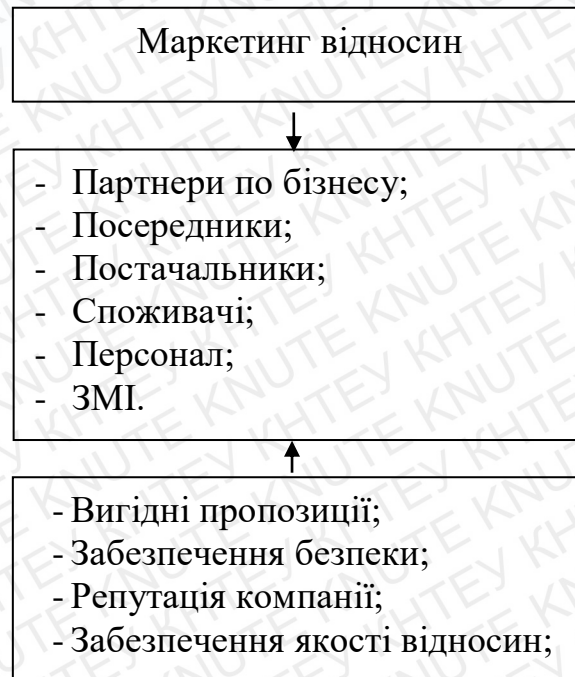 Маркетинг відносин
- Партнери по бізнесу;
- Посередники;
- Постачальники;
- Споживачі;
- Персонал;
- ЗМІ.
- Вигідні пропозиції;
- Забезпечення безпеки;
- Репутація компанії;
- Забезпечення якості відносин;